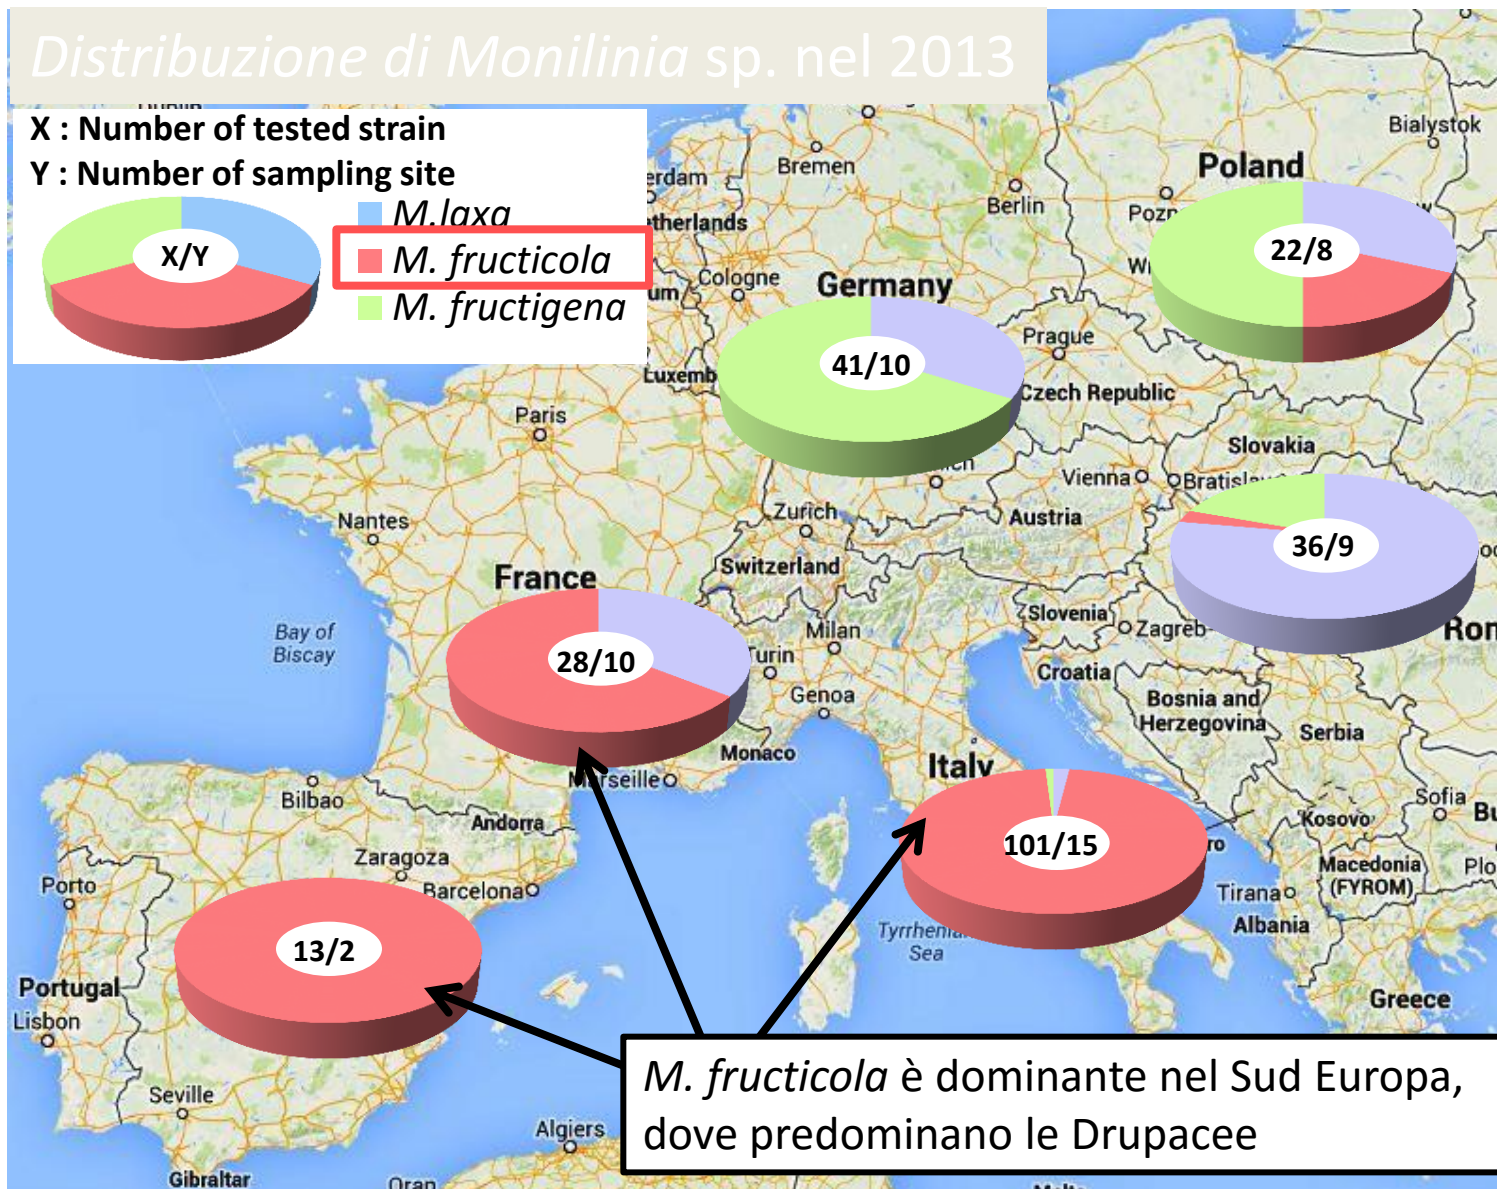 Distribuzione di Monilinia sp. nel 2013
X : Number of tested strain
Y : Number of sampling site
X/Y
M.laxa
M. fructicola
M. fructigena
Bremen
Berlin
Poland
Bialystok
22/8
Cologne
Germany
41/10
Prague
Czech Republic
Paris
Slovakia
Vienna
Nantes
Zurich
Austria
36/9
Switzerland
France
Slovenia
Zagreb
Bay of
Biscay
Milan
28/10
Croatia
Genoa
Bosnia and
Herzegovina
Serbia
Monaco
Italy
Marseille
Bilbao
Andorra
Sofia
Kosovo
101/15
Zaragoza
Barcelona
Macedonia
(FYROM)
Porto
Tirana
Albania
13/2
Tyrrhenian
Sea
Portugal
Lisbon
Greece
M. fructicola è dominante nel Sud Europa,
dove predominano le Drupacee
Seville
Algiers
Gibraltar
Oran